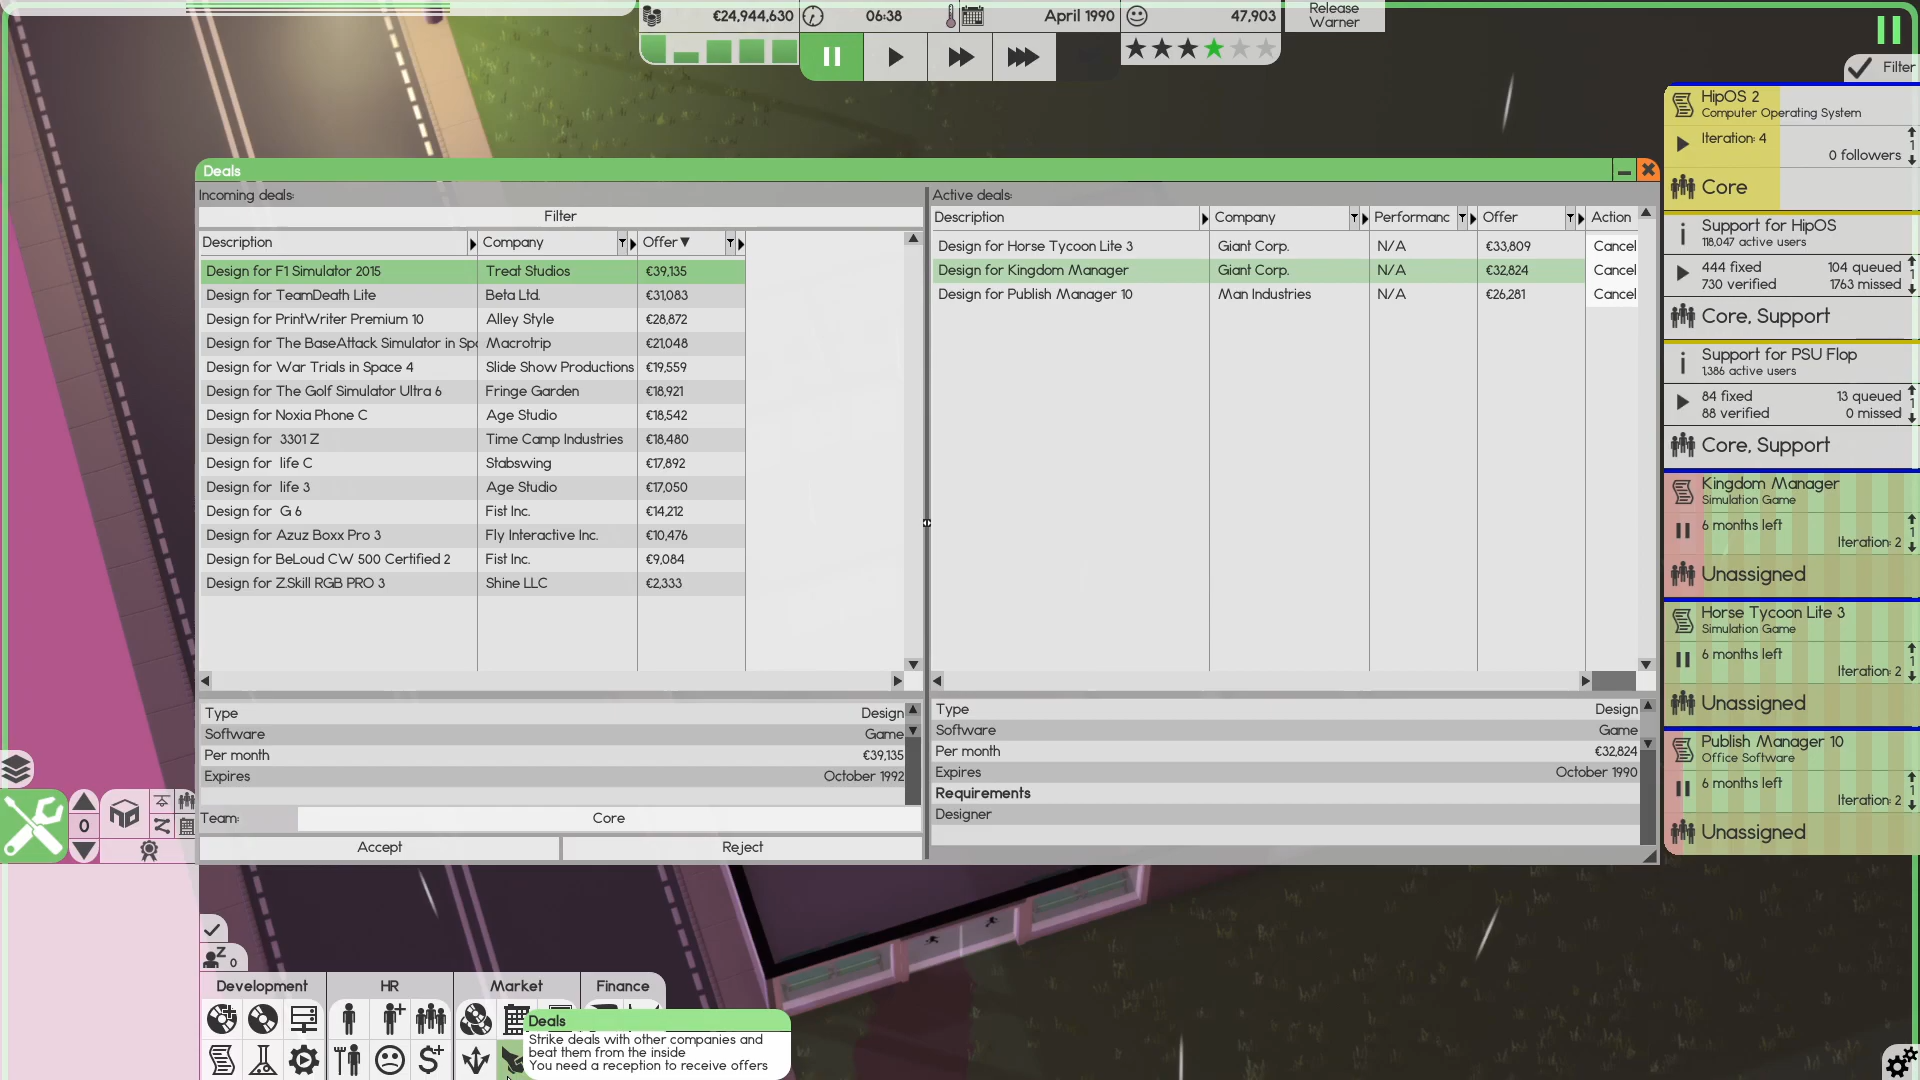 €24,944,630
06:38
April 1990
47,903
Release
Warner
Filter
Deals
Incoming deals:
Filter
Description
Company
Offer▼
Design for F1 Simulator 2015
Treat Studios
€39,135
Design for TeamDeath Lite
Beta Ltd.
€31,083
Design for PrintWriter Premium 10
Alley Style
€28,872
Design for The BaseAttack Simulator in Spa
Macrotrip
€21,048
Design for War Trials in Space 4
Slide Show Productions
€19,559
Design for The Golf Simulator Ultra 6
Fringe Garden
€18,921
Design for Noxia Phone C
Age Studio
€18,542
Design for 3301 Z
Time Camp Industries
€18,480
Design for life C
Stabswing
€17,892
Design for life 3
Age Studio
€17,050
Design for G 6
Fist Inc.
€14,212
Design for Azuz Boxx Pro 3
Fly Interactive Inc.
€10,476
Design for BeLoud CW 500 Certified 2
Fist Inc.
€9,084
Design for Z.Skill RGB PRO 3
Shine LLC
€2,333
Type
Design
Software
Game
Per month
€39,135
Expires
October 1992
Team:
Core
Accept
Reject
Active deals:
Description
Company
Performanc
Offer
Action
Design for Horse Tycoon Lite 3
Giant Corp.
N/A
€33,809
Cancel
Design for Kingdom Manager
Giant Corp.
N/A
€32,824
Cancel
Design for Publish Manager 10
Man Industries
N/A
€26,281
Cancel
Type
Design
Software
Game
Per month
€32,824
Expires
October 1990
Requirements
Designer
HipOS 2
Computer Operating System
Iteration: 4
0 followers
1
Core
Support for HipOS
118,047 active users
444 fixed
104 queued
730 verified
1763 missed
1
Core, Support
Support for PSU Flop
1,386 active users
84 fixed
13 queued
88 verified
0 missed
1
Core, Support
Kingdom Manager
Simulation Game
6 months left
Iteration: 2
1
Unassigned
Horse Tycoon Lite 3
Simulation Game
6 months left
Iteration: 2
1
Unassigned
Publish Manager 10
Office Software
6 months left
Iteration: 2
1
Unassigned
0
Z
0
Development
HR
Market
Finance
Deals
Strike deals with other companies and
beat them from the inside
You need a reception to receive offers